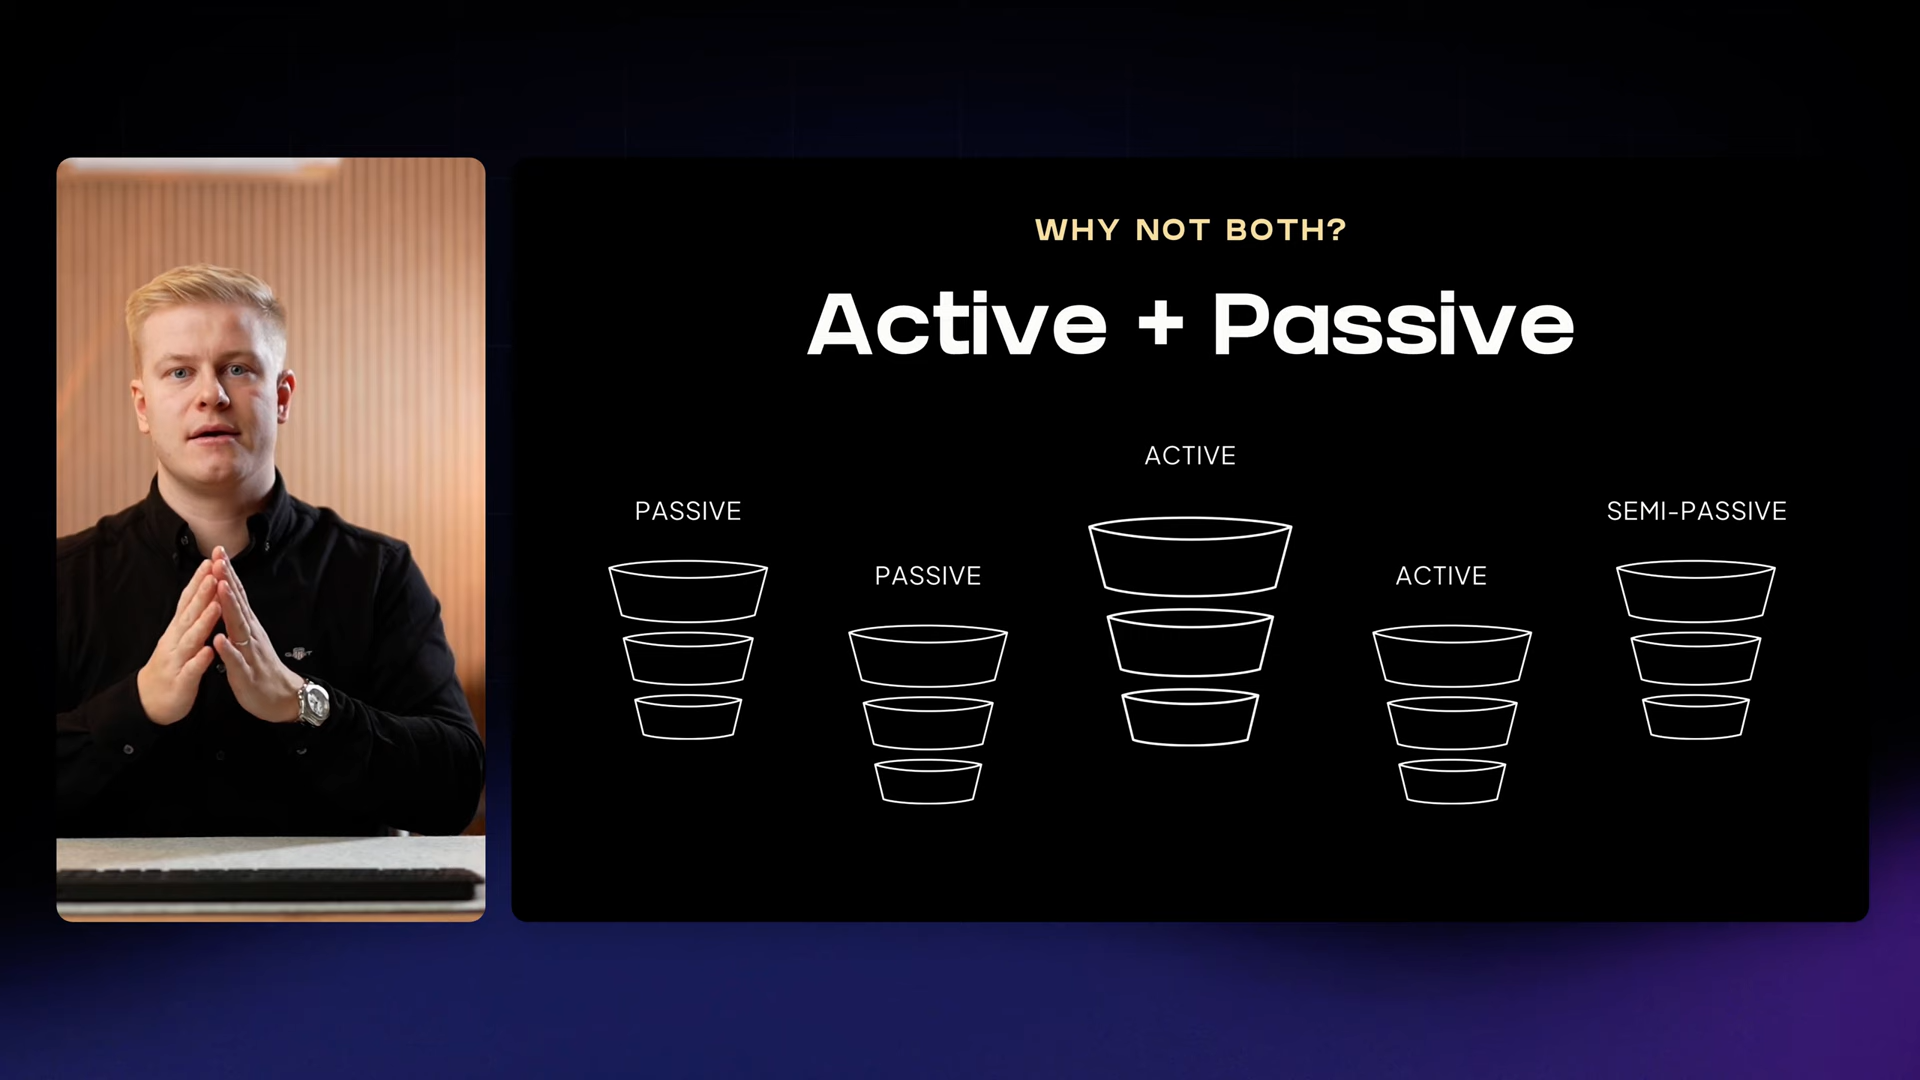 WHY NOT BOTH?
Active + Passive
PASSIVE
PASSIVE
ACTIVE
ACTIVE
SEMI-PASSIVE